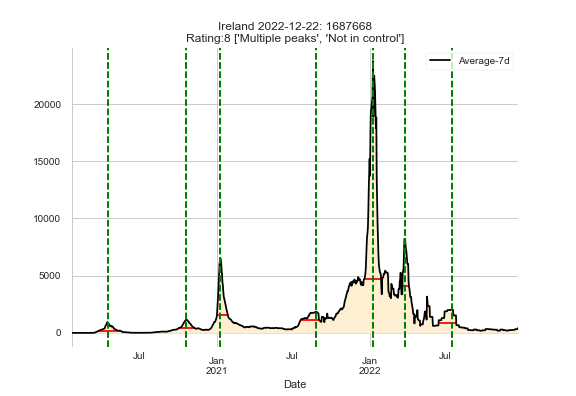 Ireland 2022-12-22: 1687668
Rating:8 ['Multiple peaks', 'Not in control']
Average-7d
20000
15000
10000
5000
0
Jul
Jan
2021
Jul
Jan
2022
Jul
Date